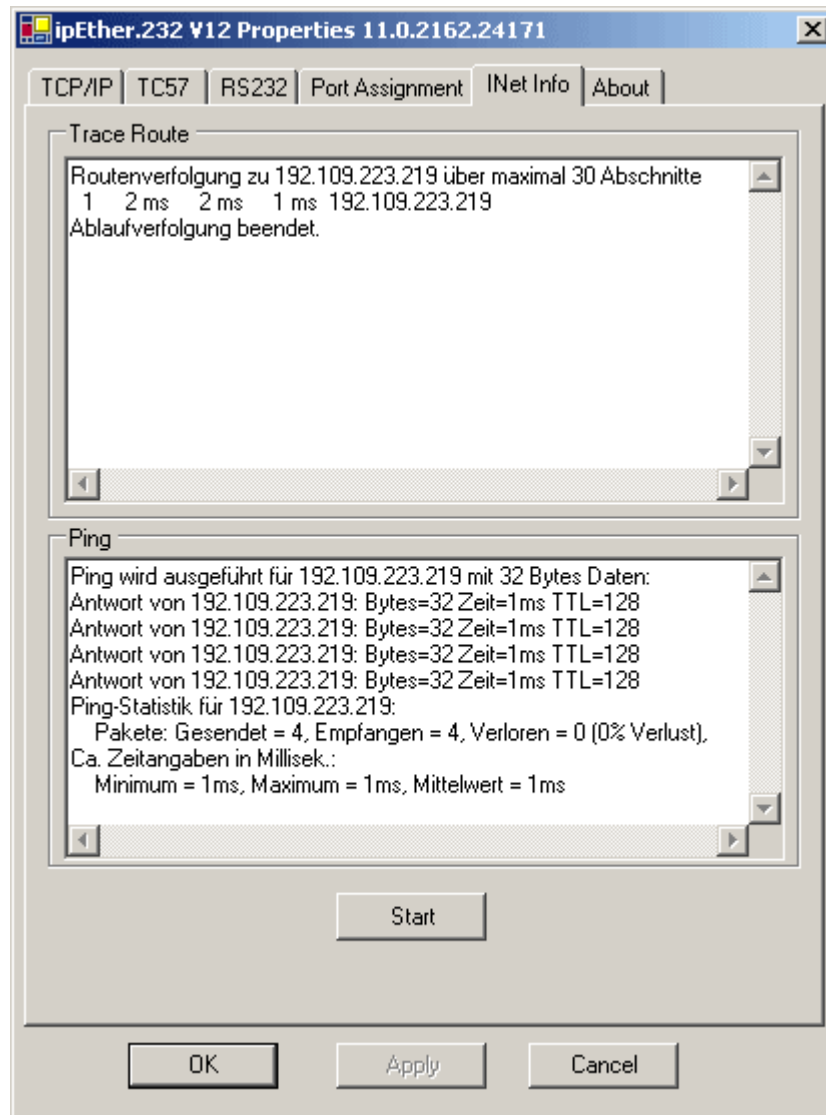 ipEther.232 V12 Properties 11.0.2162.24171
TCP/IP TC57 RS232 Port Assignment INet Info About
Trace Route
Routenverfolgung zu 192.109.223.219 über maximal 30 Abschnitte
1 2 ms 2 ms 1 ms 192.109.223.219
Ablaufverfolgung beendet.
Ping
Ping wird ausgeführt für 192.109.223.219 mit 32 Bytes Daten:
Antwort von 192.109.223.219: Bytes=32 Zeit=1ms TTL=128
Antwort von 192.109.223.219: Bytes=32 Zeit=1ms TTL=128
Antwort von 192.109.223.219: Bytes=32 Zeit=1ms TTL=128
Antwort von 192.109.223.219: Bytes=32 Zeit=1ms TTL=128
Ping-Statistik für 192.109.223.219:
Pakete: Gesendet = 4, Empfangen = 4, Verloren = 0 (0% Verlust),
Ca. Zeitangaben in Millisek.:
Minimum = 1ms, Maximum = 1ms, Mittelwert = 1ms
Start
OK Apply Cancel